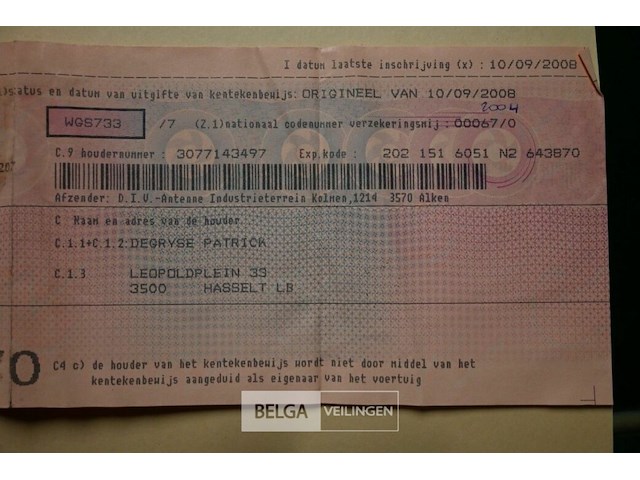 I datum laatste inschrijving (x) : 10/09/2008
status en datum van uitgifte van kentekenbewijs: ORIGINEEL VAN 10/09/2008
2004
WGS733 /7 (Z.1)nationaal codenummer verzekeringsmij : 00067/0
C.9 houdernummer : 3077143497 Exp.kode : 202 151 6051 N2 643870
Afzender: D.I.V.-Antenne Industrieterrein Kolmen,1214 3570 Alken
C Naam en adres van de houder
C.1.1+C.1.2: DEGRYSE PATRICK
C.1.3 LEOPOLDPLEIN 39
3500 HASSELT LB
C4 c) de houder van het kentekenbewijs wordt niet door middel van het
kentekenbewijs aangeduid als eigenaar van het voertuig
BELGA VEILINGEN